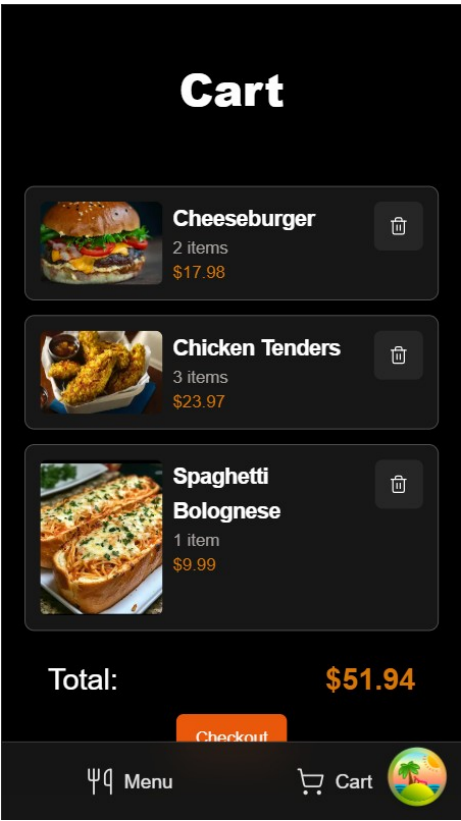 Cart
Cheeseburger
2 items
$17.98
Chicken Tenders
3 items
$23.97
Spaghetti
Bolognese
1 item
$9.99
Total: $51.94
Checkout
Menu Cart